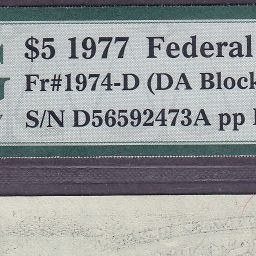 $5 1977 Federal
Fr#1974-D (DA Block
S/N D56592473A pp